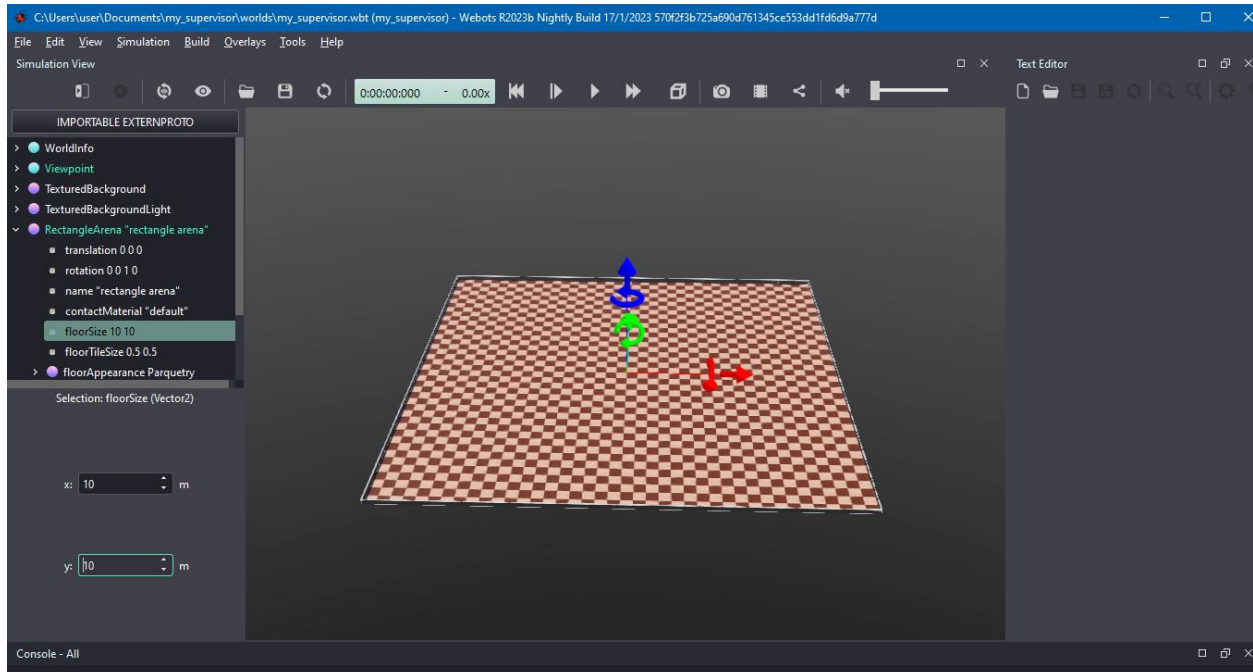 C:\Users\user\Documents\my_supervisor\worlds\my_supervisor.wbt (my_supervisor) - Webots R2023b Nightly Build 17/1/2023 570f2f3b725a690d761345ce553dd1fd6d9a777d
File Edit View Simulation Build Overlays Tools Help
Simulation View
Text Editor
0:00:00:000 - 0.00x
IMPORTABLE EXTERNPROTO
WorldInfo
Viewpoint
TexturedBackground
TexturedBackgroundLight
RectangleArena "rectangle arena"
translation 0 0 0
rotation 0 0 1 0
name "rectangle arena"
contactMaterial "default"
floorSize 10 10
floorTileSize 0.5 0.5
floorAppearance Parquetry
Selection: floorSize (Vector2)
x: 10 m
y: 10 m
Console - All